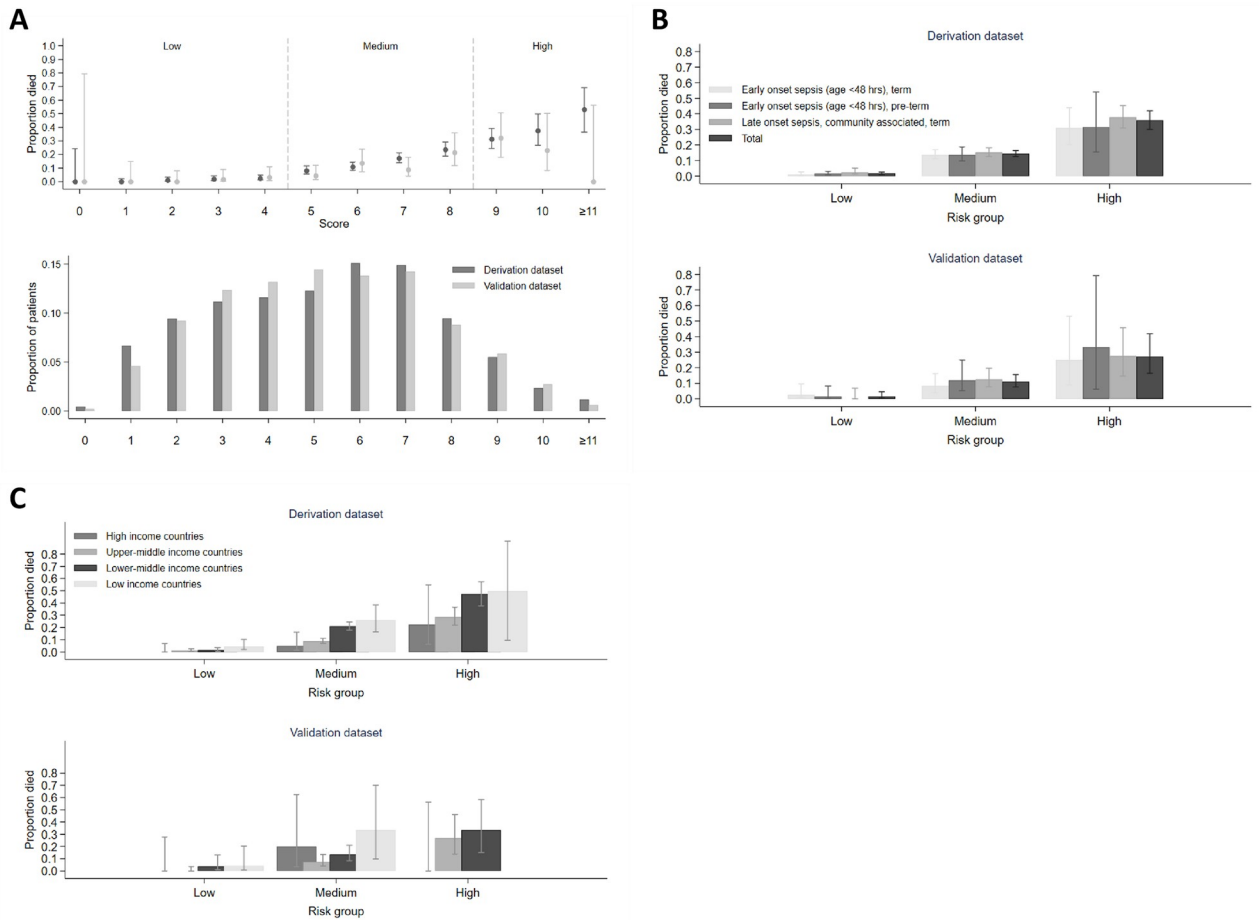 A
Low Medium High
Proportion died
1.0
0.9
0.8
0.7
0.6
0.5
0.4
0.3
0.2
0.1
0.0
0 1 2 3 4 5 6 7 8 9 10 ≥11
Score
Proportion of patients
0.15
0.10
0.05
0.00
Derivation dataset
Validation dataset
0 1 2 3 4 5 6 7 8 9 10 ≥11
B
Derivation dataset
Proportion died
0.8
0.7
0.6
0.5
0.4
0.3
0.2
0.1
0.0
Early onset sepsis (age <48 hrs), term
Early onset sepsis (age <48 hrs), pre-term
Late onset sepsis, community associated, term
Total
Low Medium High
Risk group
Validation dataset
Proportion died
0.8
0.7
0.6
0.5
0.4
0.3
0.2
0.1
0.0
Low Medium High
Risk group
C
Derivation dataset
Proportion died
0.8
0.7
0.6
0.5
0.4
0.3
0.2
0.1
0.0
High income countries
Upper-middle income countries
Lower-middle income countries
Low income countries
Low Medium High
Risk group
Validation dataset
Proportion died
0.8
0.7
0.6
0.5
0.4
0.3
0.2
0.1
0.0
Low Medium High
Risk group